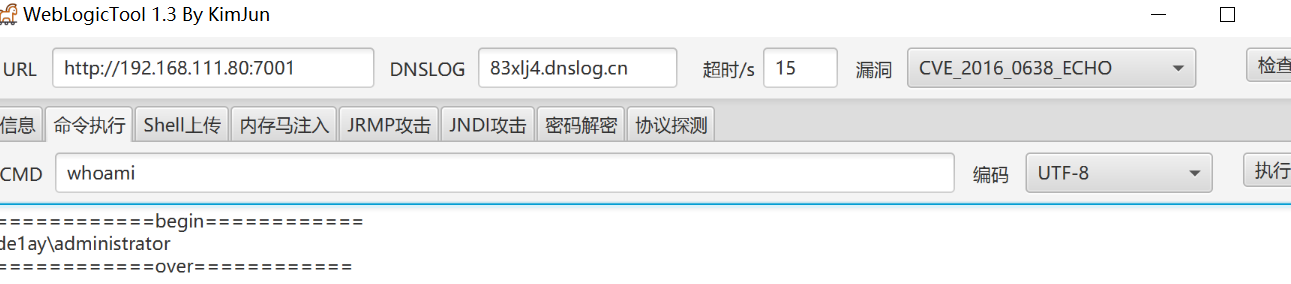 WebLogicTool 1.3 By KimJun
URL http://192.168.111.80:7001 DNSLOG 83xlj4.dnslog.cn 超时/s 15 漏洞 CVE_2016_0638_ECHO 检查
信息 命令执行 Shell上传 内存马注入 JRMP攻击 JNDI攻击 密码解密 协议探测
CMD whoami 编码 UTF-8 执行
============begin============
de1ay\administrator
============over============